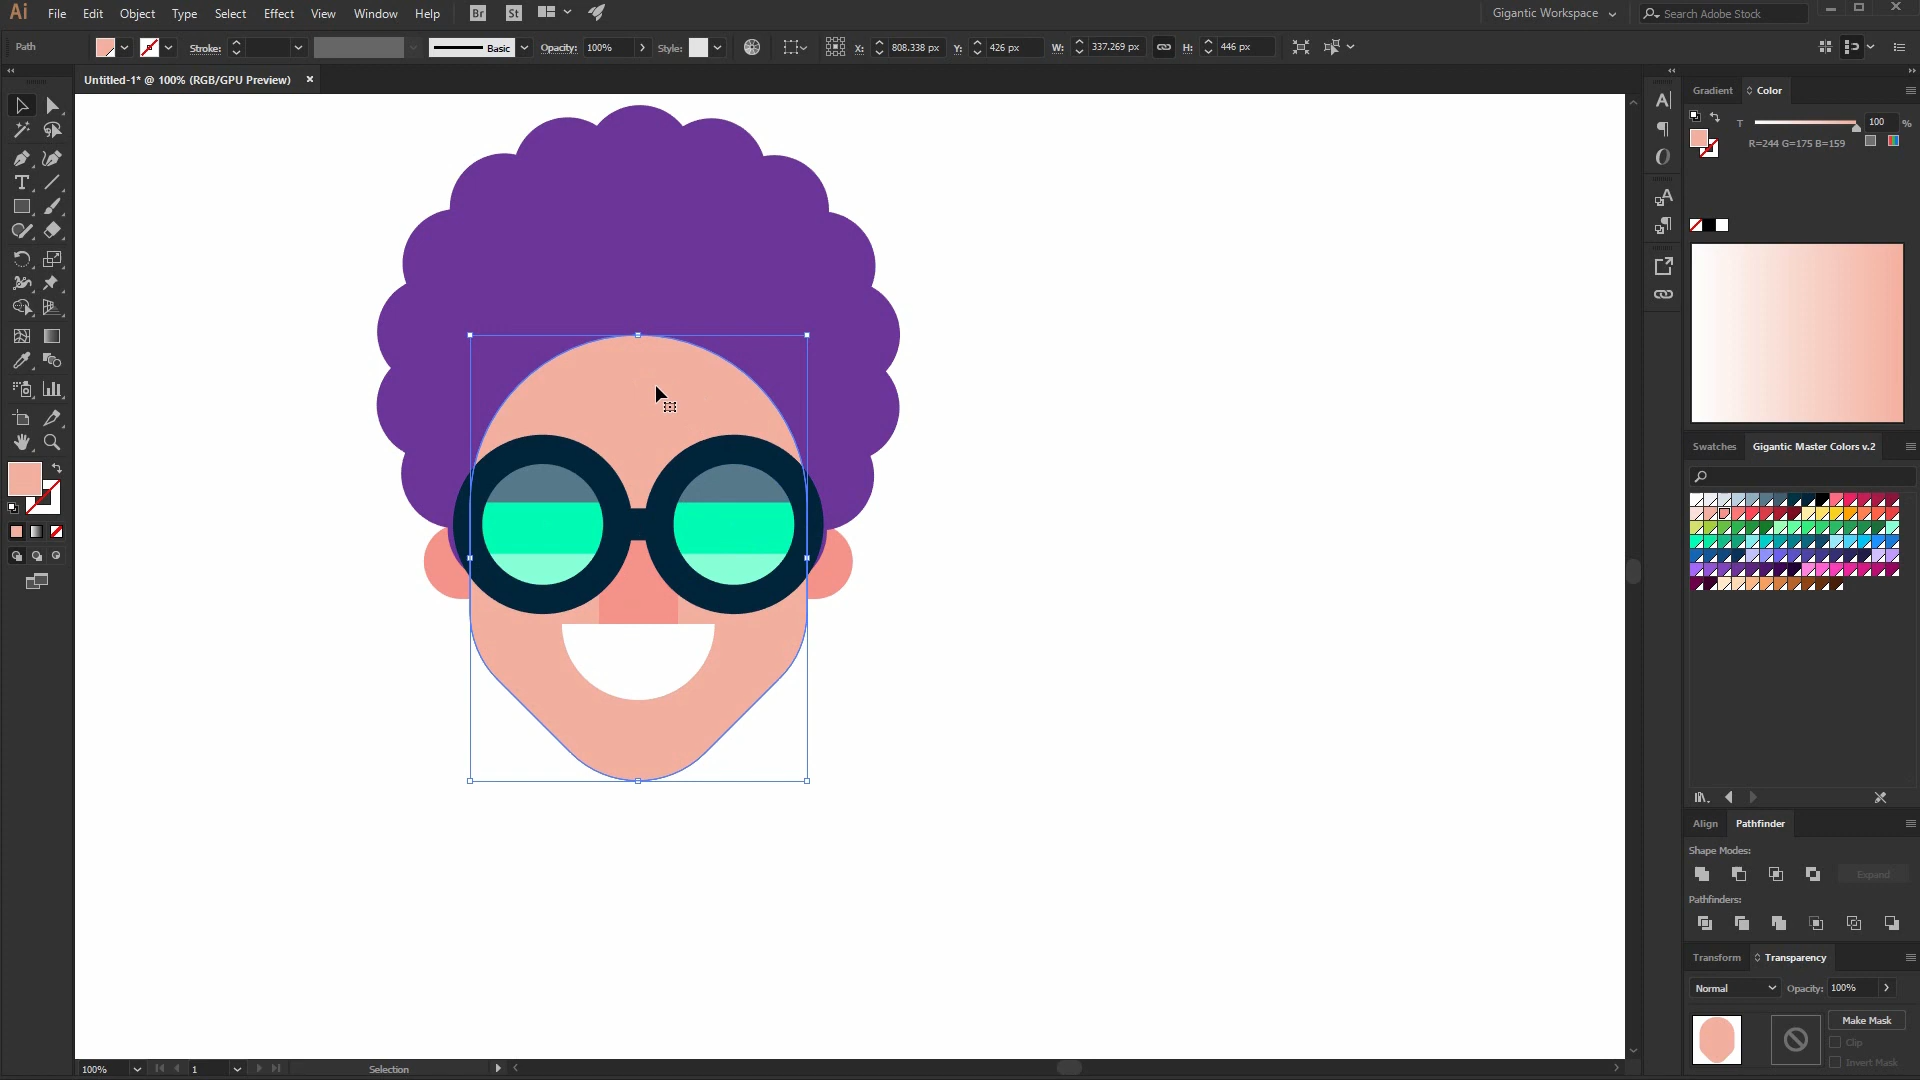 Ai File Edit Object Type Select Effect View Window Help Br St Gigantic Workspace Search Adobe Stock
Path Stroke: Basic Opacity: 100% Style: X: 808.338 px Y: 426 px W: 337.269 px H: 446 px
Untitled-1* @ 100% (RGB/GPU Preview)
Gradient Color
T 100 %
R=244 G=175 B=159
Swatches Gigantic Master Colors v.2
Align Pathfinder
Shape Modes:
Expand
Pathfinders:
Transform Transparency
Normal Opacity: 100%
Make Mask
Clip
Invert Mask
100% 1 Selection